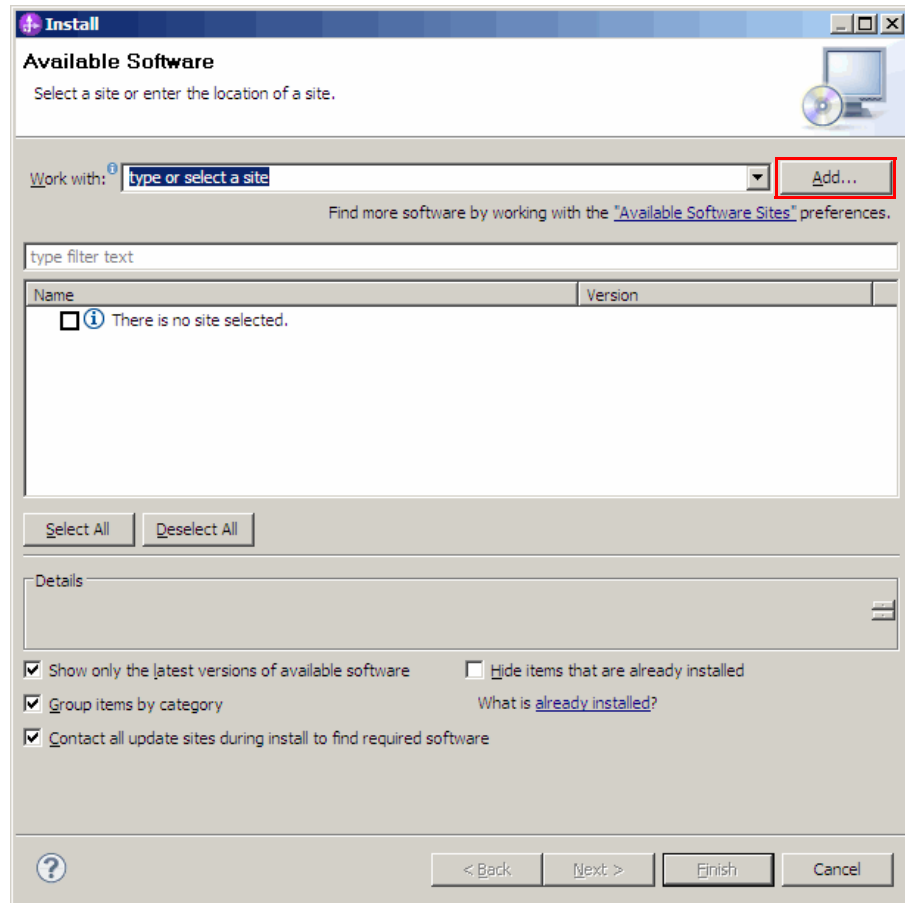 Install
Available Software
Select a site or enter the location of a site.
Work with: type or select a site Add...
Find more software by working with the "Available Software Sites" preferences.
type filter text
Name Version
There is no site selected.
Select All Deselect All
Details
Show only the latest versions of available software Hide items that are already installed
Group items by category What is already installed?
Contact all update sites during install to find required software
? < Back Next > Finish Cancel